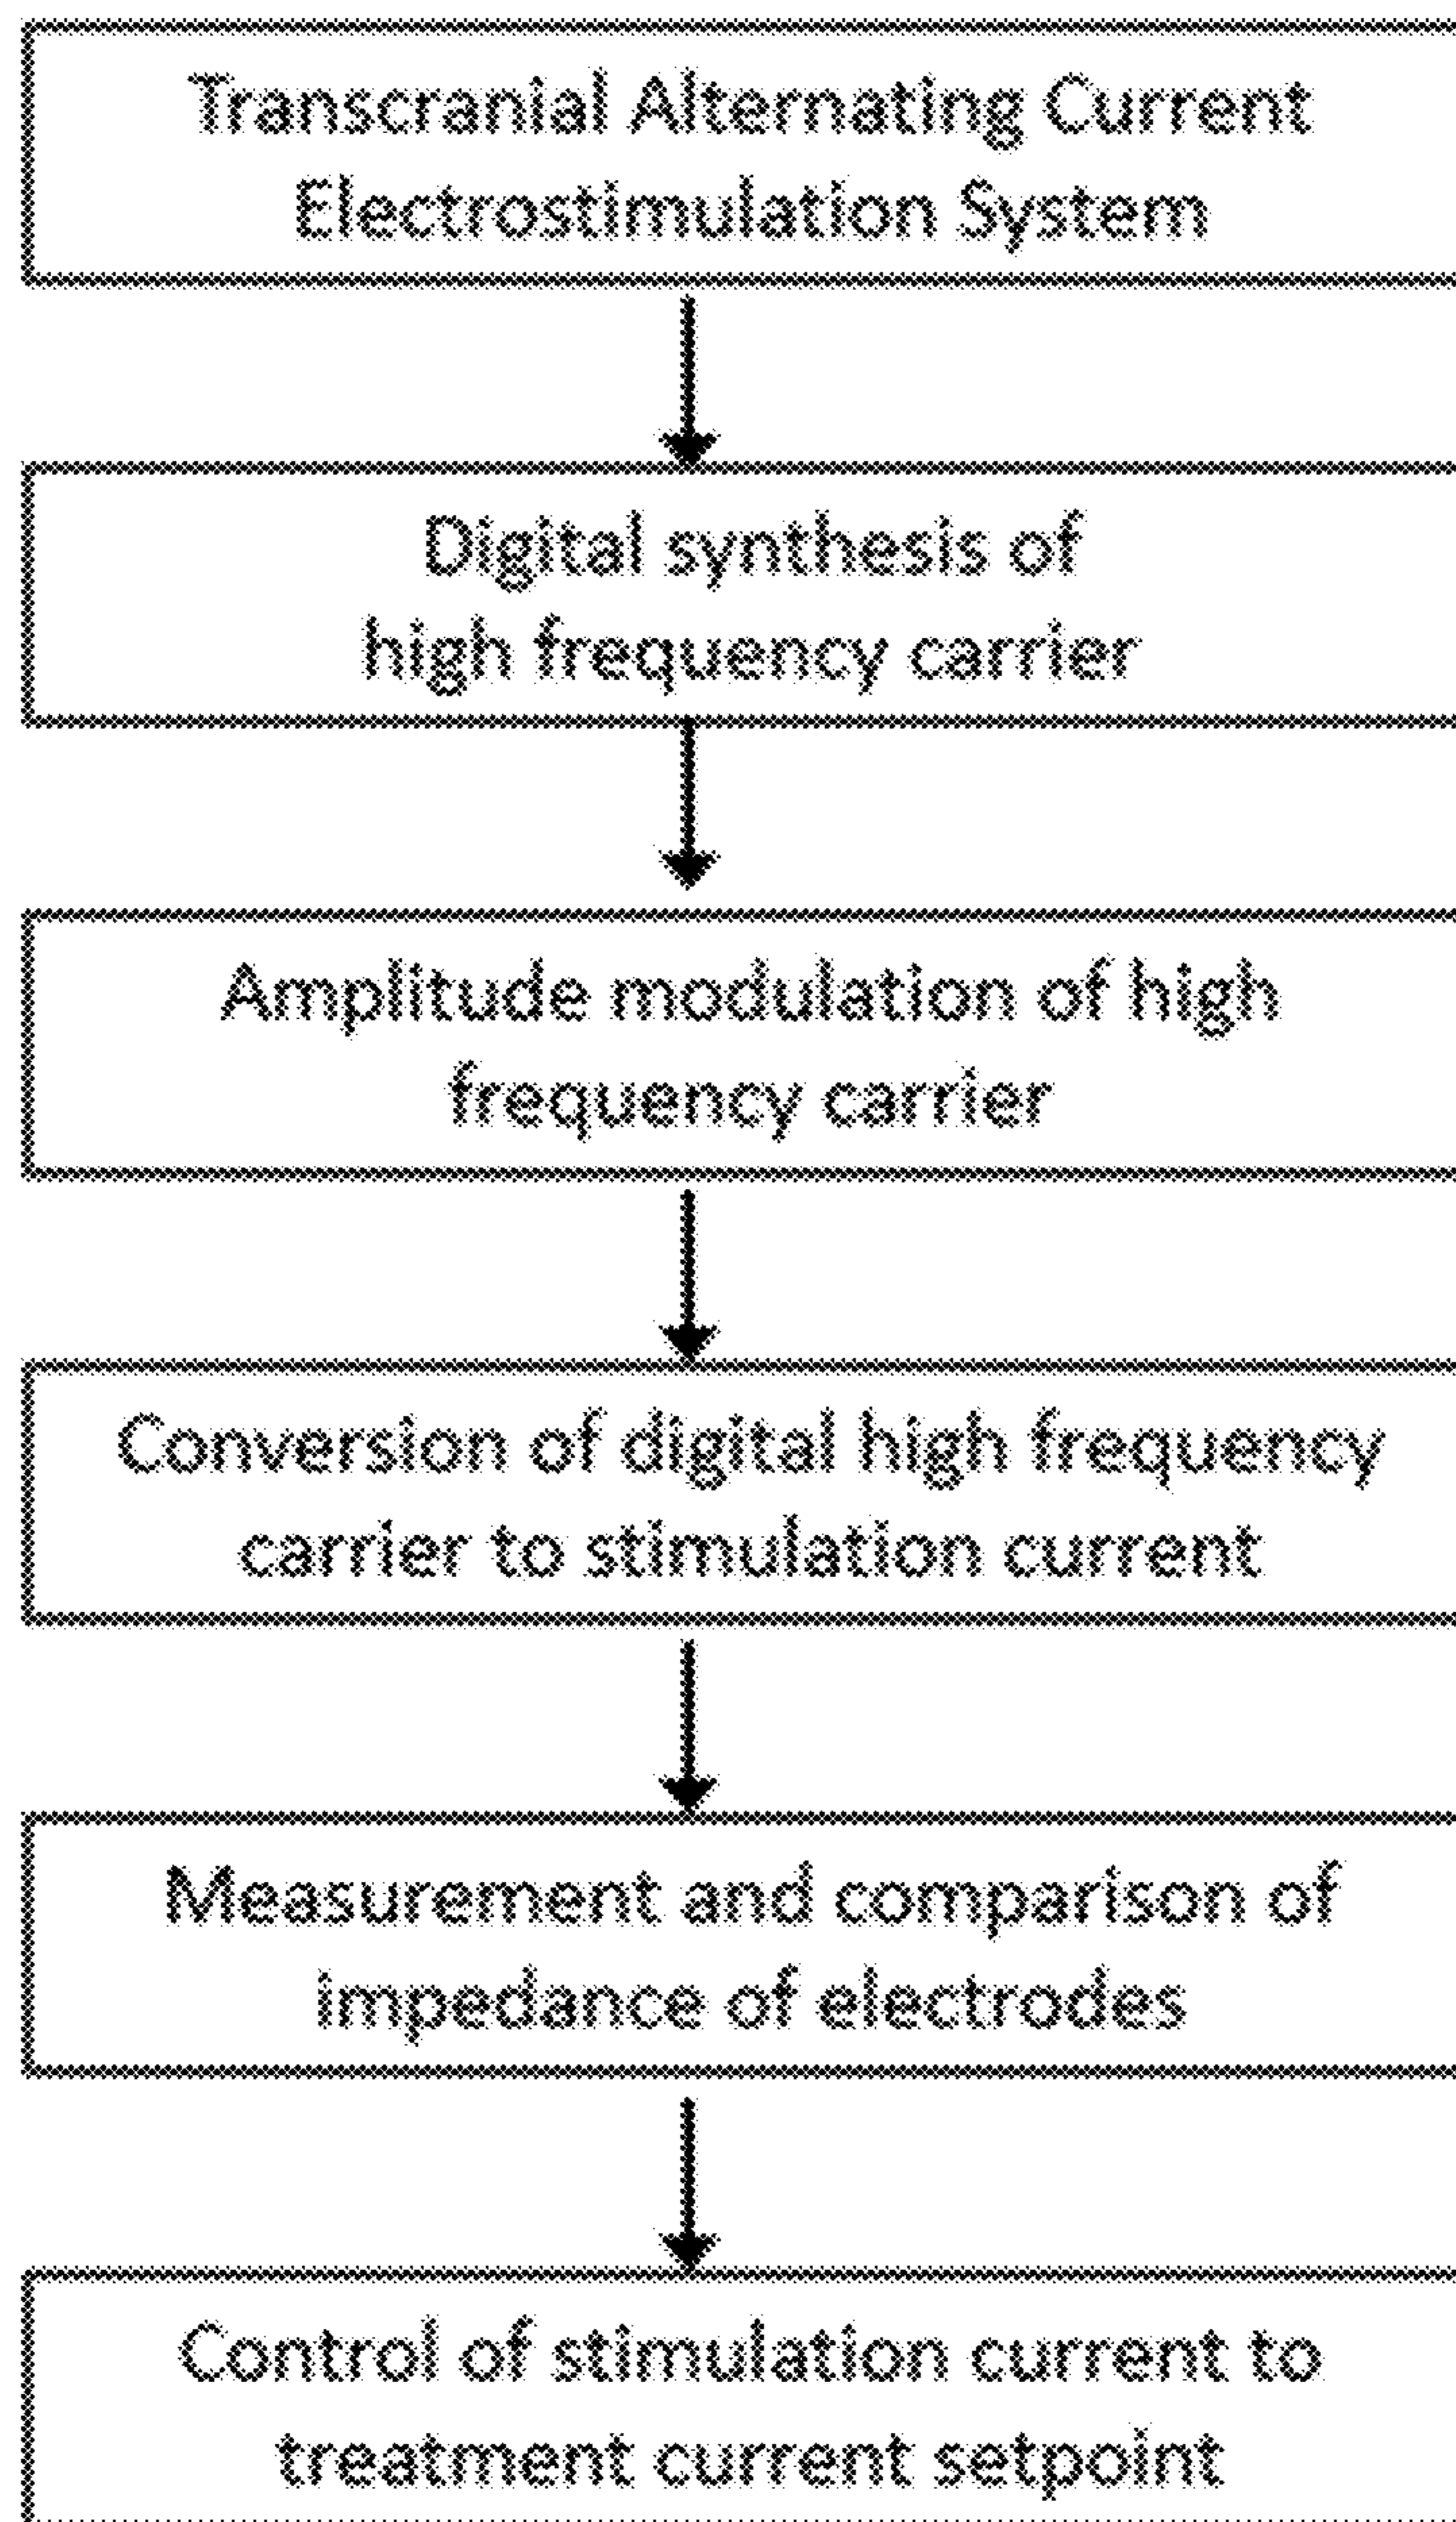 Transcranial Alternating Current
Electrostimulation System
Digital synthesis of
high frequency carrier
Amplitude modulation of high
frequency carrier
Conversion of digital high frequency
carrier to stimulation current
Measurement and comparison of
impedance of electrodes
Control of stimulation current to
treatment current setpoint